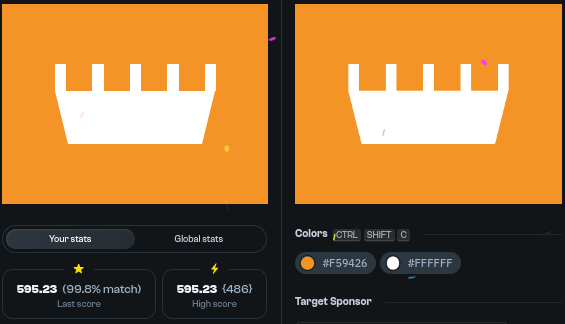 Your stats
Global stats
595.23 (99.8% match)
Last score
595.23 {486}
High score
Colors CTRL SHIFT C
#F59426
#FFFFFF
Target Sponsor